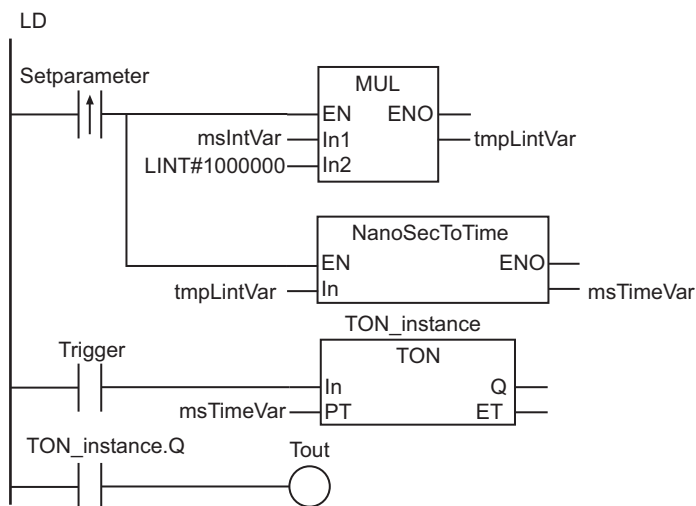 LD
Setparameter
MUL
EN ENO
msIntVar In1 tmpLintVar
LINT#1000000 In2
NanoSecToTime
EN ENO
tmpLintVar In msTimeVar
TON_instance
Trigger TON
In Q
msTimeVar PT ET
TON_instance.Q Tout